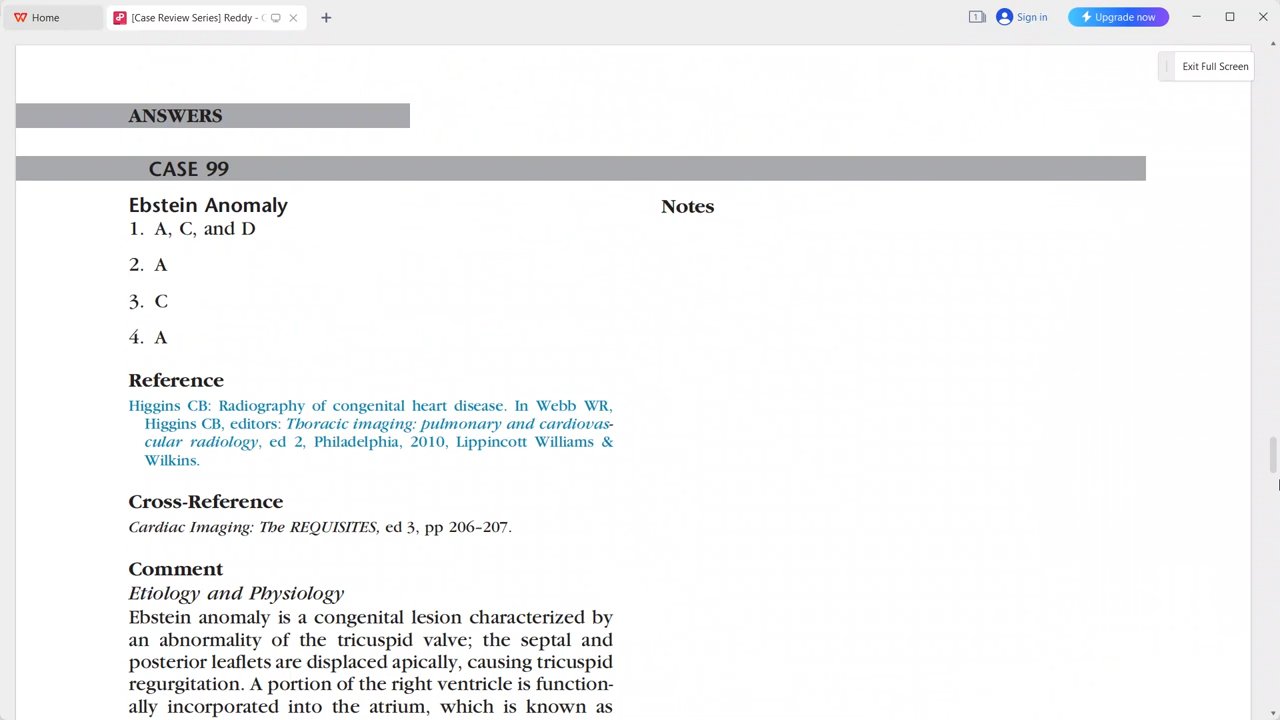 Home
[Case Review Series] Reddy -
1
Sign in
Upgrade now
Exit Full Screen
ANSWERS
CASE 99
Ebstein Anomaly
1. A, C, and D
2. A
3. C
4. A
Reference
Higgins CB: Radiography of congenital heart disease. In Webb WR,
Higgins CB, editors: Thoracic imaging: pulmonary and cardiovas-
cular radiology, ed 2, Philadelphia, 2010, Lippincott Williams &
Wilkins.
Cross-Reference
Cardiac Imaging: The REQUISITES, ed 3, pp 206–207.
Comment
Etiology and Physiology
Ebstein anomaly is a congenital lesion characterized by
an abnormality of the tricuspid valve; the septal and
posterior leaflets are displaced apically, causing tricuspid
regurgitation. A portion of the right ventricle is function-
ally incorporated into the atrium, which is known as
Notes